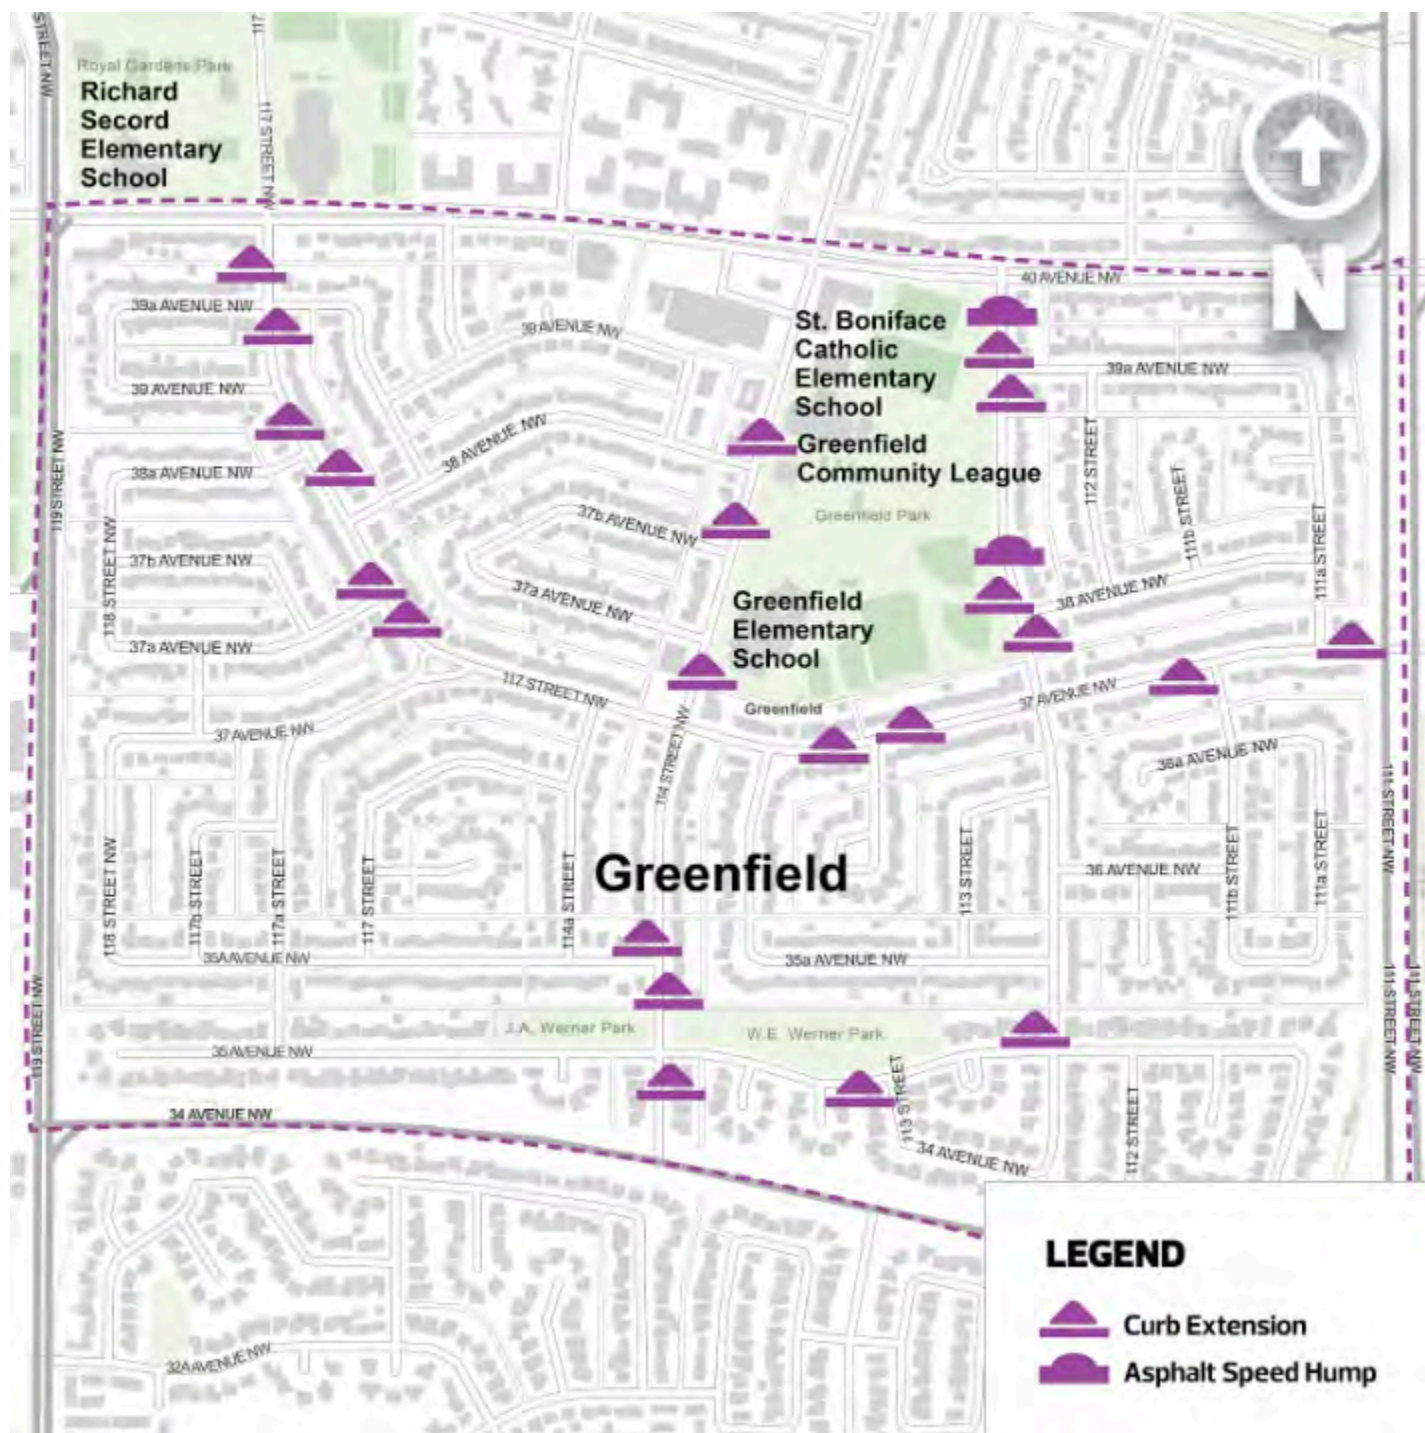 STREET NW
117
Royal Gardens Park
Richard
Secord
Elementary
School
117 STREET NW
N
40 AVENUE NW
39a AVENUE NW
39 AVENUE NW
St. Boniface
Catholic
Elementary
School
39a AVENUE NW
39 AVENUE NW
38 AVENUE NW
Greenfield
Community League
112 STREET
119 STREET NW
38a AVENUE NW
111b STREET
37b AVENUE NW
Greenfield Park
111a STREET
118 STREET NW
37b AVENUE NW
37a AVENUE NW
38 AVENUE NW
Greenfield
Elementary
School
37a AVENUE NW
117 STREET NW
37 AVENUE NW
Greenfield
37 AVENUE NW
114 STREET NW
36a AVENUE NW
111 STREET NW
118 STREET NW
117b STREET
117a STREET
117 STREET
114a STREET
Greenfield
113 STREET
36 AVENUE NW
111b STREET
111a STREET
35A AVENUE NW
35a AVENUE NW
119 STREET NW
111 STREET NW
111 STREET NW
J.A. Werner Park
W.E. Werner Park
35 AVENUE NW
113 STREET
112 STREET
34 AVENUE NW
34 AVENUE NW
32A AVENUE NW
LEGEND
Curb Extension
Asphalt Speed Hump